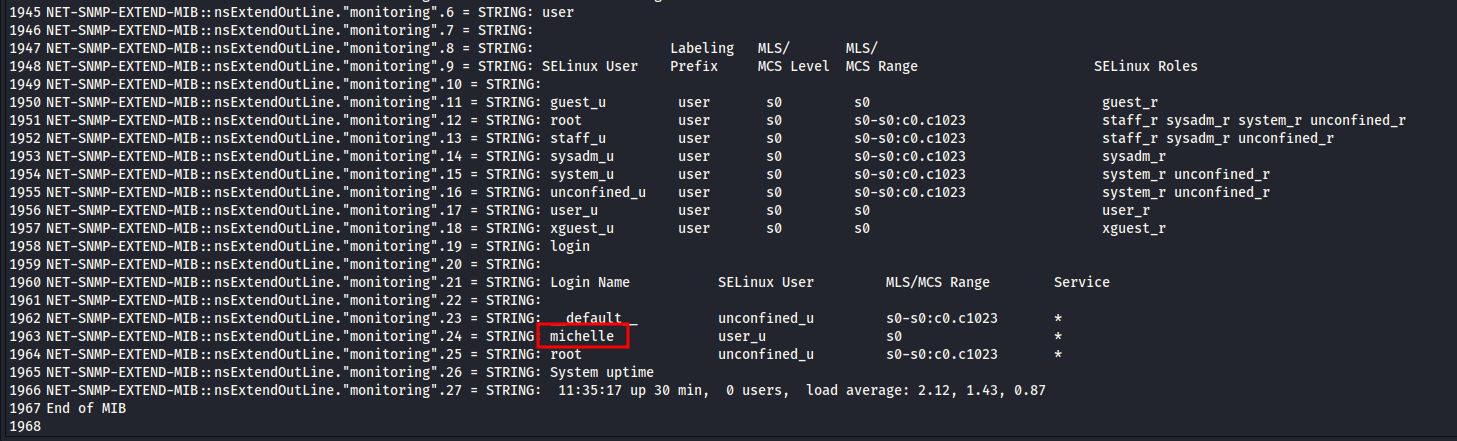 1945 NET-SNMP-EXTEND-MIB::nsExtendOutLine."monitoring".6 = STRING: user
1946 NET-SNMP-EXTEND-MIB::nsExtendOutLine."monitoring".7 = STRING:
1947 NET-SNMP-EXTEND-MIB::nsExtendOutLine."monitoring".8 = STRING:                 Labeling   MLS/       MLS/
1948 NET-SNMP-EXTEND-MIB::nsExtendOutLine."monitoring".9 = STRING: SELinux User    Prefix     MCS Level  MCS Range                      SELinux Roles
1949 NET-SNMP-EXTEND-MIB::nsExtendOutLine."monitoring".10 = STRING:
1950 NET-SNMP-EXTEND-MIB::nsExtendOutLine."monitoring".11 = STRING: guest_u         user       s0         s0                             guest_r
1951 NET-SNMP-EXTEND-MIB::nsExtendOutLine."monitoring".12 = STRING: root            user       s0         s0-s0:c0.c1023                 staff_r sysadm_r system_r unconfined_r
1952 NET-SNMP-EXTEND-MIB::nsExtendOutLine."monitoring".13 = STRING: staff_u         user       s0         s0-s0:c0.c1023                 staff_r sysadm_r unconfined_r
1953 NET-SNMP-EXTEND-MIB::nsExtendOutLine."monitoring".14 = STRING: sysadm_u        user       s0         s0-s0:c0.c1023                 sysadm_r
1954 NET-SNMP-EXTEND-MIB::nsExtendOutLine."monitoring".15 = STRING: system_u        user       s0         s0-s0:c0.c1023                 system_r unconfined_r
1955 NET-SNMP-EXTEND-MIB::nsExtendOutLine."monitoring".16 = STRING: unconfined_u    user       s0         s0-s0:c0.c1023                 system_r unconfined_r
1956 NET-SNMP-EXTEND-MIB::nsExtendOutLine."monitoring".17 = STRING: user_u          user       s0         s0                             user_r
1957 NET-SNMP-EXTEND-MIB::nsExtendOutLine."monitoring".18 = STRING: xguest_u        user       s0         s0                             xguest_r
1958 NET-SNMP-EXTEND-MIB::nsExtendOutLine."monitoring".19 = STRING: login
1959 NET-SNMP-EXTEND-MIB::nsExtendOutLine."monitoring".20 = STRING:
1960 NET-SNMP-EXTEND-MIB::nsExtendOutLine."monitoring".21 = STRING: Login Name           SELinux User         MLS/MCS Range        Service
1961 NET-SNMP-EXTEND-MIB::nsExtendOutLine."monitoring".22 = STRING:
1962 NET-SNMP-EXTEND-MIB::nsExtendOutLine."monitoring".23 = STRING: __default__          unconfined_u         s0-s0:c0.c1023       *
1963 NET-SNMP-EXTEND-MIB::nsExtendOutLine."monitoring".24 = STRING: michelle             user_u               s0                   *
1964 NET-SNMP-EXTEND-MIB::nsExtendOutLine."monitoring".25 = STRING: root                 unconfined_u         s0-s0:c0.c1023       *
1965 NET-SNMP-EXTEND-MIB::nsExtendOutLine."monitoring".26 = STRING: System uptime
1966 NET-SNMP-EXTEND-MIB::nsExtendOutLine."monitoring".27 = STRING:  11:35:17 up 30 min,  0 users,  load average: 2.12, 1.43, 0.87
1967 End of MIB
1968